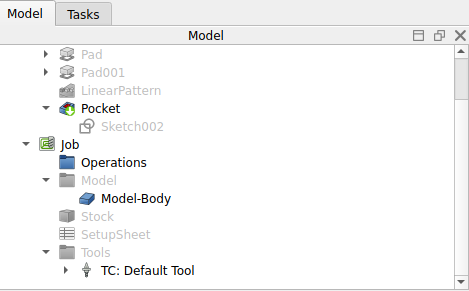 Model
Tasks
Model
Pad
Pad001
LinearPattern
Pocket
Sketch002
Job
Operations
Model
Model-Body
Stock
SetupSheet
Tools
TC: Default Tool